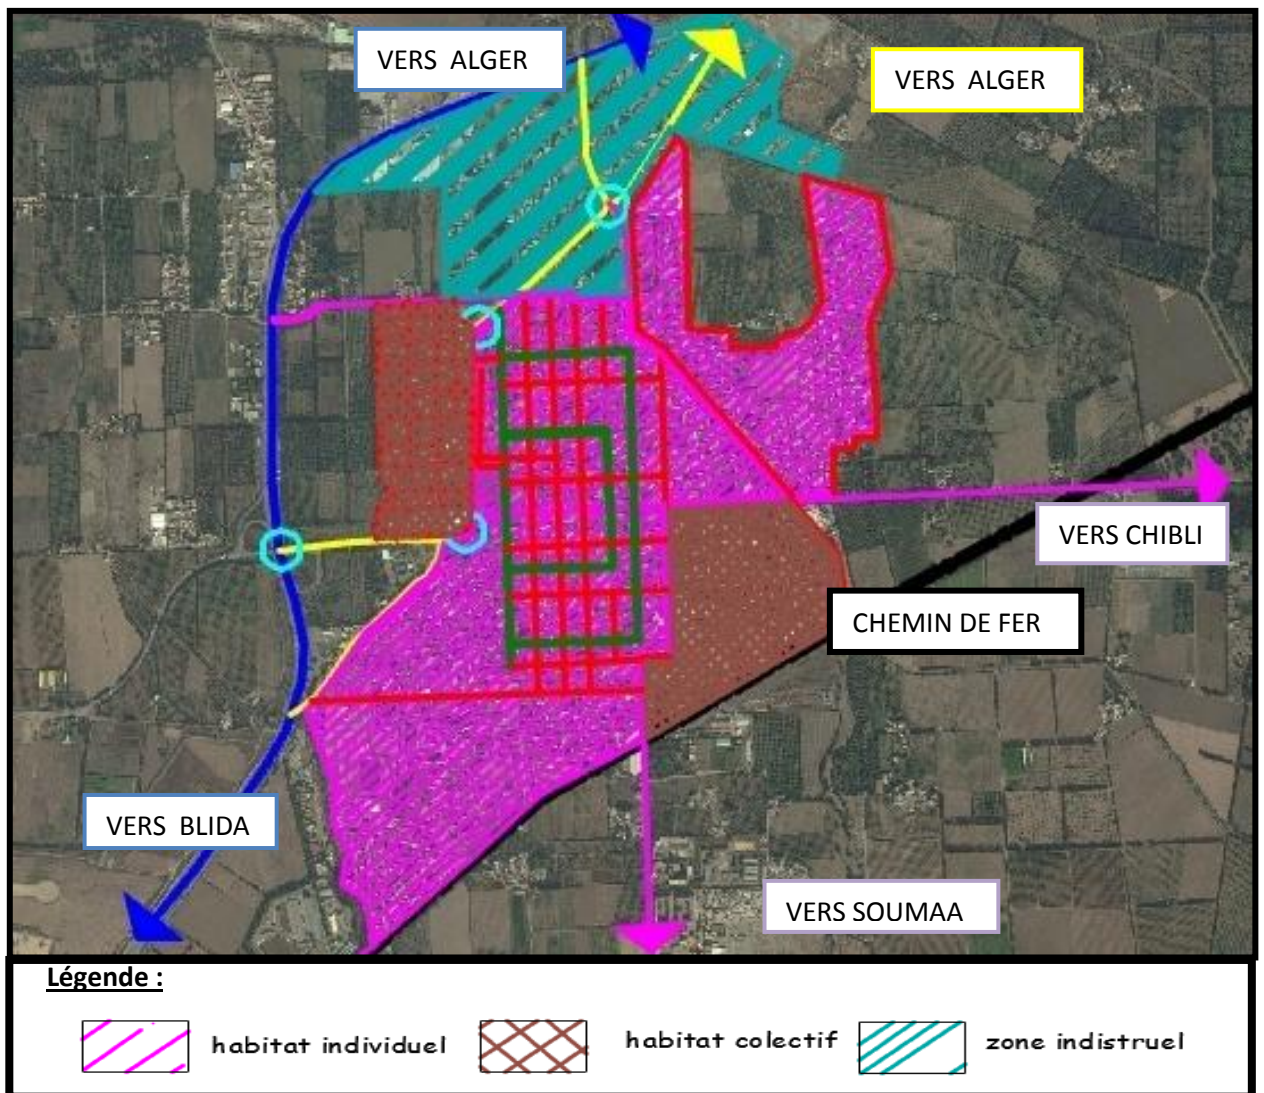 VERS ALGER
VERS ALGER
VERS CHIBLI
CHEMIN DE FER
VERS BLIDA
VERS SOUMAA
Légende :
habitat individuel
habitat colectif
zone indistruel